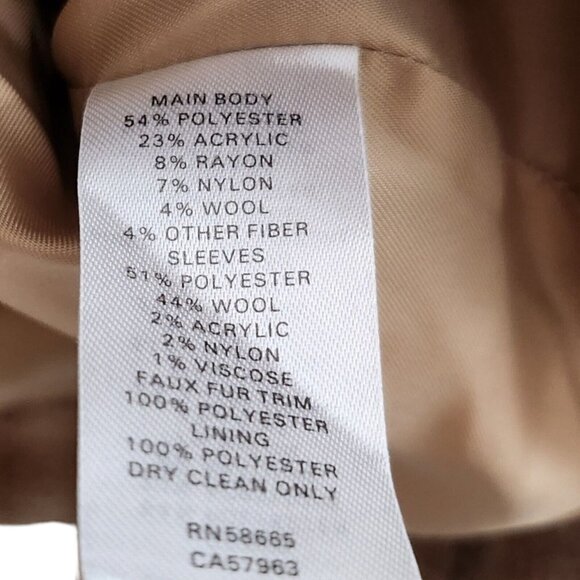 MAIN BODY
54% POLYESTER
23% ACRYLIC
8% RAYON
7% NYLON
4% WOOL
4% OTHER FIBER
SLEEVES
51% POLYESTER
44% WOOL
2% ACRYLIC
2% NYLON
1% VISCOSE
FAUX FUR TRIM
100% POLYESTER
LINING
100% POLYESTER
DRY CLEAN ONLY
RN58665
CA57963